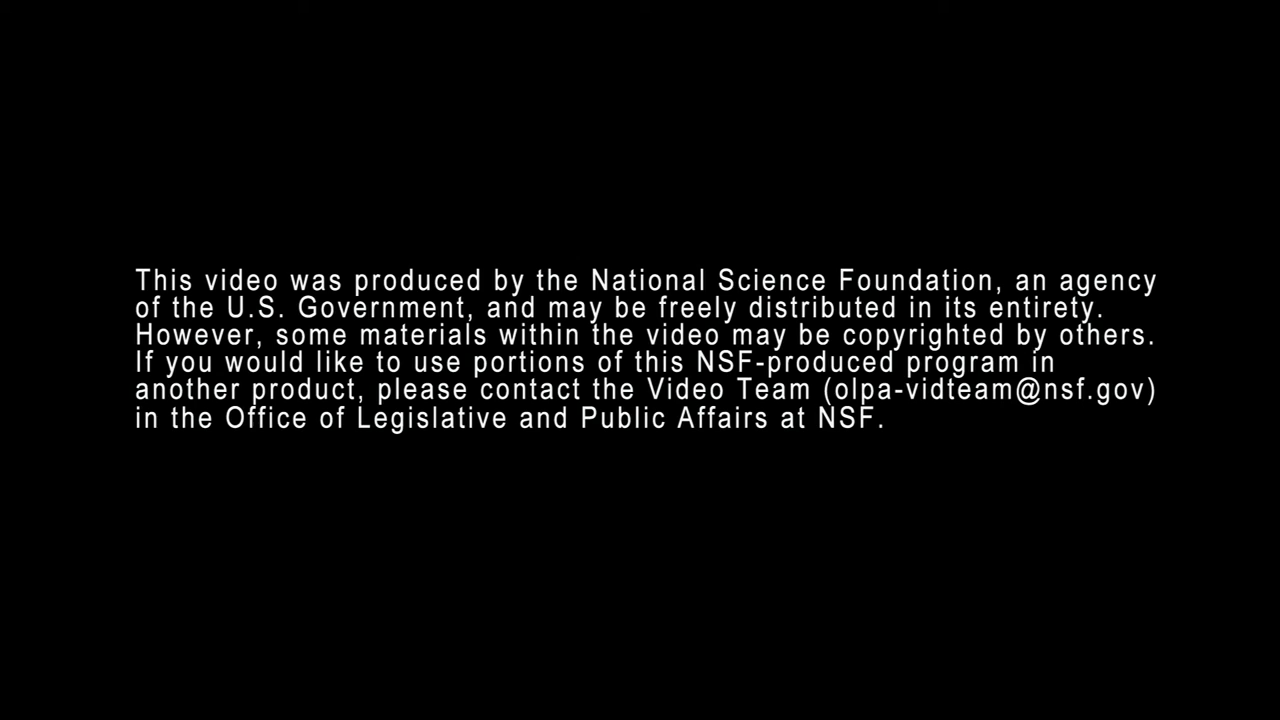 This video was produced by the National Science Foundation, an agency
of the U.S. Government, and may be freely distributed in its entirety.
However, some materials within the video may be copyrighted by others.
If you would like to use portions of this NSF-produced program in
another product, please contact the Video Team (olpa-vidteam@nsf.gov)
in the Office of Legislative and Public Affairs at NSF.